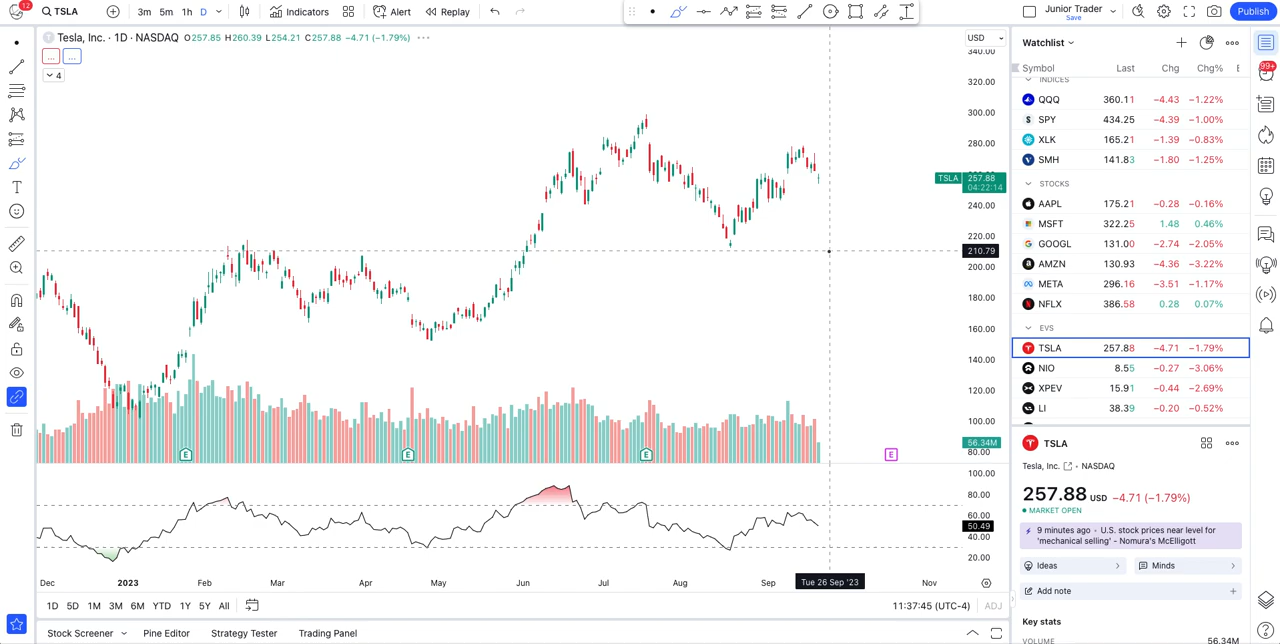 12
TSLA
3m 5m 1h D
Indicators
Alert
Replay
Junior Trader
Save
Publish
T Tesla, Inc. · 1D · NASDAQ O257.85 H260.39 L254.21 C257.88 −4.71 (−1.79%)
USD
...
...
4
340.00
320.00
300.00
280.00
TSLA 257.88
04:22:14
240.00
220.00
210.79
200.00
180.00
160.00
140.00
120.00
100.00
56.34M
80.00
E E E E
100.00
80.00
60.00
50.49
40.00
20.00
Dec 2023 Feb Mar Apr May Jun Jul Aug Sep Tue 26 Sep '23 Nov
1D 5D 1M 3M 6M YTD 1Y 5Y All
11:37:45 (UTC-4) ADJ
Stock Screener Pine Editor Strategy Tester Trading Panel
Watchlist
Symbol Last Chg Chg%
INDICES
QQQ 360.11 −4.43 −1.22%
SPY 434.25 −4.39 −1.00%
XLK 165.21 −1.39 −0.83%
SMH 141.83 −1.80 −1.25%
STOCKS
AAPL 175.21 −0.28 −0.16%
MSFT 322.25 1.48 0.46%
GOOGL 131.00 −2.74 −2.05%
AMZN 130.93 −4.36 −3.22%
META 296.16 −3.51 −1.17%
NFLX 386.58 0.28 0.07%
EVS
TSLA 257.88 −4.71 −1.79%
NIO 8.55 −0.27 −3.06%
XPEV 15.91 −0.44 −2.69%
LI 38.39 −0.20 −0.52%
TSLA
Tesla, Inc. · NASDAQ
257.88 USD −4.71 (−1.79%)
MARKET OPEN
9 minutes ago · U.S. stock prices near level for
'mechanical selling' - Nomura's McElligott
Ideas
Minds
Add note
Key stats
VOLUME 56.34M
99+